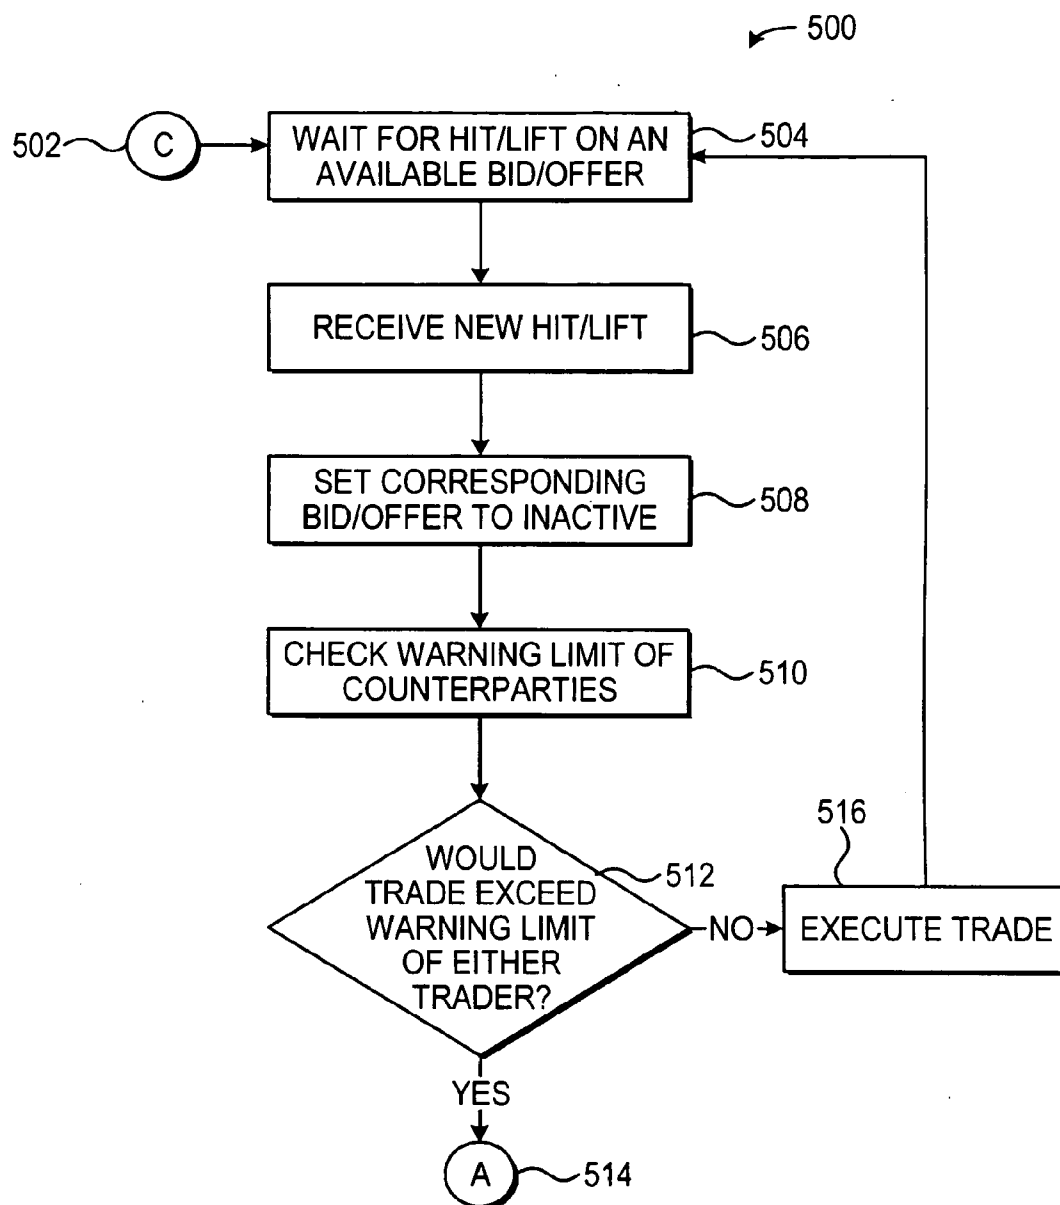 500
502
C
WAIT FOR HIT/LIFT ON AN
AVAILABLE BID/OFFER
504
RECEIVE NEW HIT/LIFT
506
SET CORRESPONDING
BID/OFFER TO INACTIVE
508
CHECK WARNING LIMIT OF
COUNTERPARTIES
510
WOULD
TRADE EXCEED
WARNING LIMIT
OF EITHER
TRADER?
512
NO
516
EXECUTE TRADE
YES
A
514